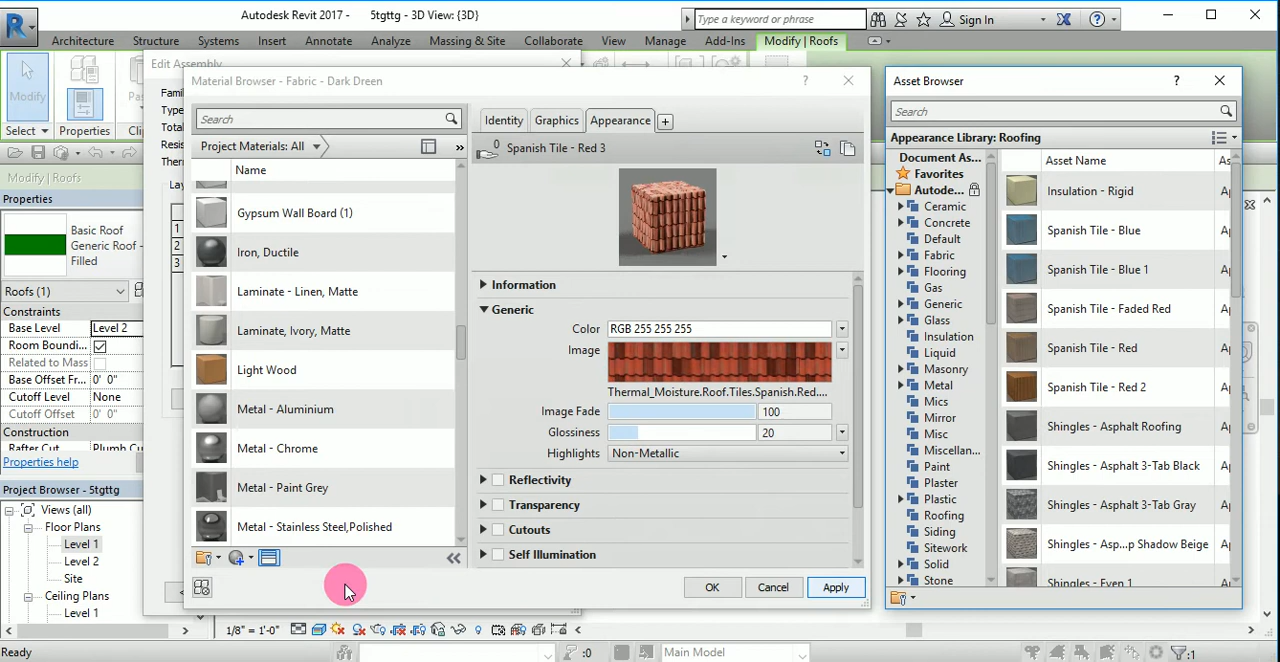 Autodesk Revit 2017 - 5tgttg - 3D View: {3D}
Type a keyword or phrase
Sign In
Architecture Structure Systems Insert Annotate Analyze Massing & Site Collaborate View Manage Add-Ins Modify | Roofs
Modify
Select
Properties
Edit Assembly
Material Browser - Fabric - Dark Dreen
Search
Project Materials: All
Name
Gypsum Wall Board (1)
Iron, Ductile
Laminate - Linen, Matte
Laminate, Ivory, Matte
Light Wood
Metal - Aluminium
Metal - Chrome
Metal - Paint Grey
Metal - Stainless Steel,Polished
Identity Graphics Appearance
0
Spanish Tile - Red 3
Information
Generic
Color RGB 255 255 255
Image
Thermal_Moisture.Roof.Tiles.Spanish.Red....
Image Fade 100
Glossiness 20
Highlights Non-Metallic
Reflectivity
Transparency
Cutouts
Self Illumination
OK Cancel Apply
Asset Browser
Search
Appearance Library: Roofing
Document As...
Favorites
Autode...
Ceramic
Concrete
Default
Fabric
Flooring
Gas
Generic
Glass
Insulation
Liquid
Masonry
Metal
Mics
Mirror
Misc
Miscellan...
Paint
Plaster
Plastic
Roofing
Siding
Sitework
Solid
Stone
Asset Name
Insulation - Rigid
Spanish Tile - Blue
Spanish Tile - Blue 1
Spanish Tile - Faded Red
Spanish Tile - Red
Spanish Tile - Red 2
Shingles - Asphalt Roofing
Shingles - Asphalt 3-Tab Black
Shingles - Asphalt 3-Tab Gray
Shingles - Asp...p Shadow Beige
Shingles - Even 1
Modify | Roofs
Properties
Basic Roof
Generic Roof -
Filled
Roofs (1)
Constraints
Base Level Level 2
Room Boundi...
Related to Mass
Base Offset Fr... 0' 0"
Cutoff Level None
Cutoff Offset 0' 0"
Construction
Rafter Cut Plumb Cut
Properties help
Project Browser - 5tgttg
Views (all)
Floor Plans
Level 1
Level 2
Site
Ceiling Plans
Level 1
1
2
3
1/8" = 1'-0"
Ready
:0
Main Model
:1